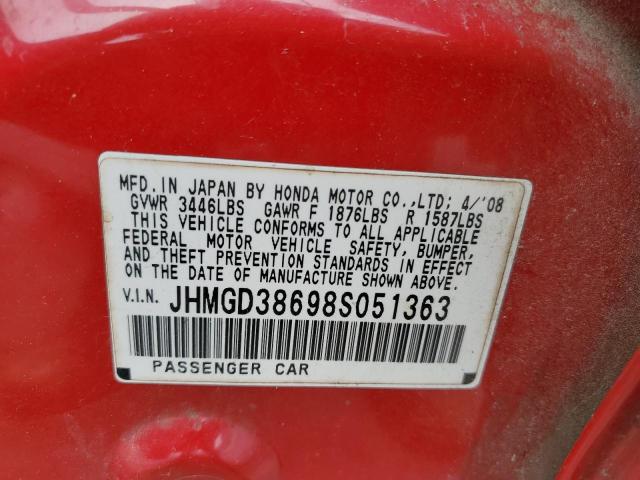 MFD. IN JAPAN BY HONDA MOTOR CO., LTD; 4/'08
GVWR 3446LBS GAWR F 1876LBS R 1587LBS
THIS VEHICLE CONFORMS TO ALL APPLICABLE
FEDERAL MOTOR VEHICLE SAFETY, BUMPER,
AND THEFT PREVENTION STANDARDS IN EFFECT
ON THE DATE OF MANUFACTURE SHOWN ABOVE.
V.I.N. JHMGD38698S051363
PASSENGER CAR